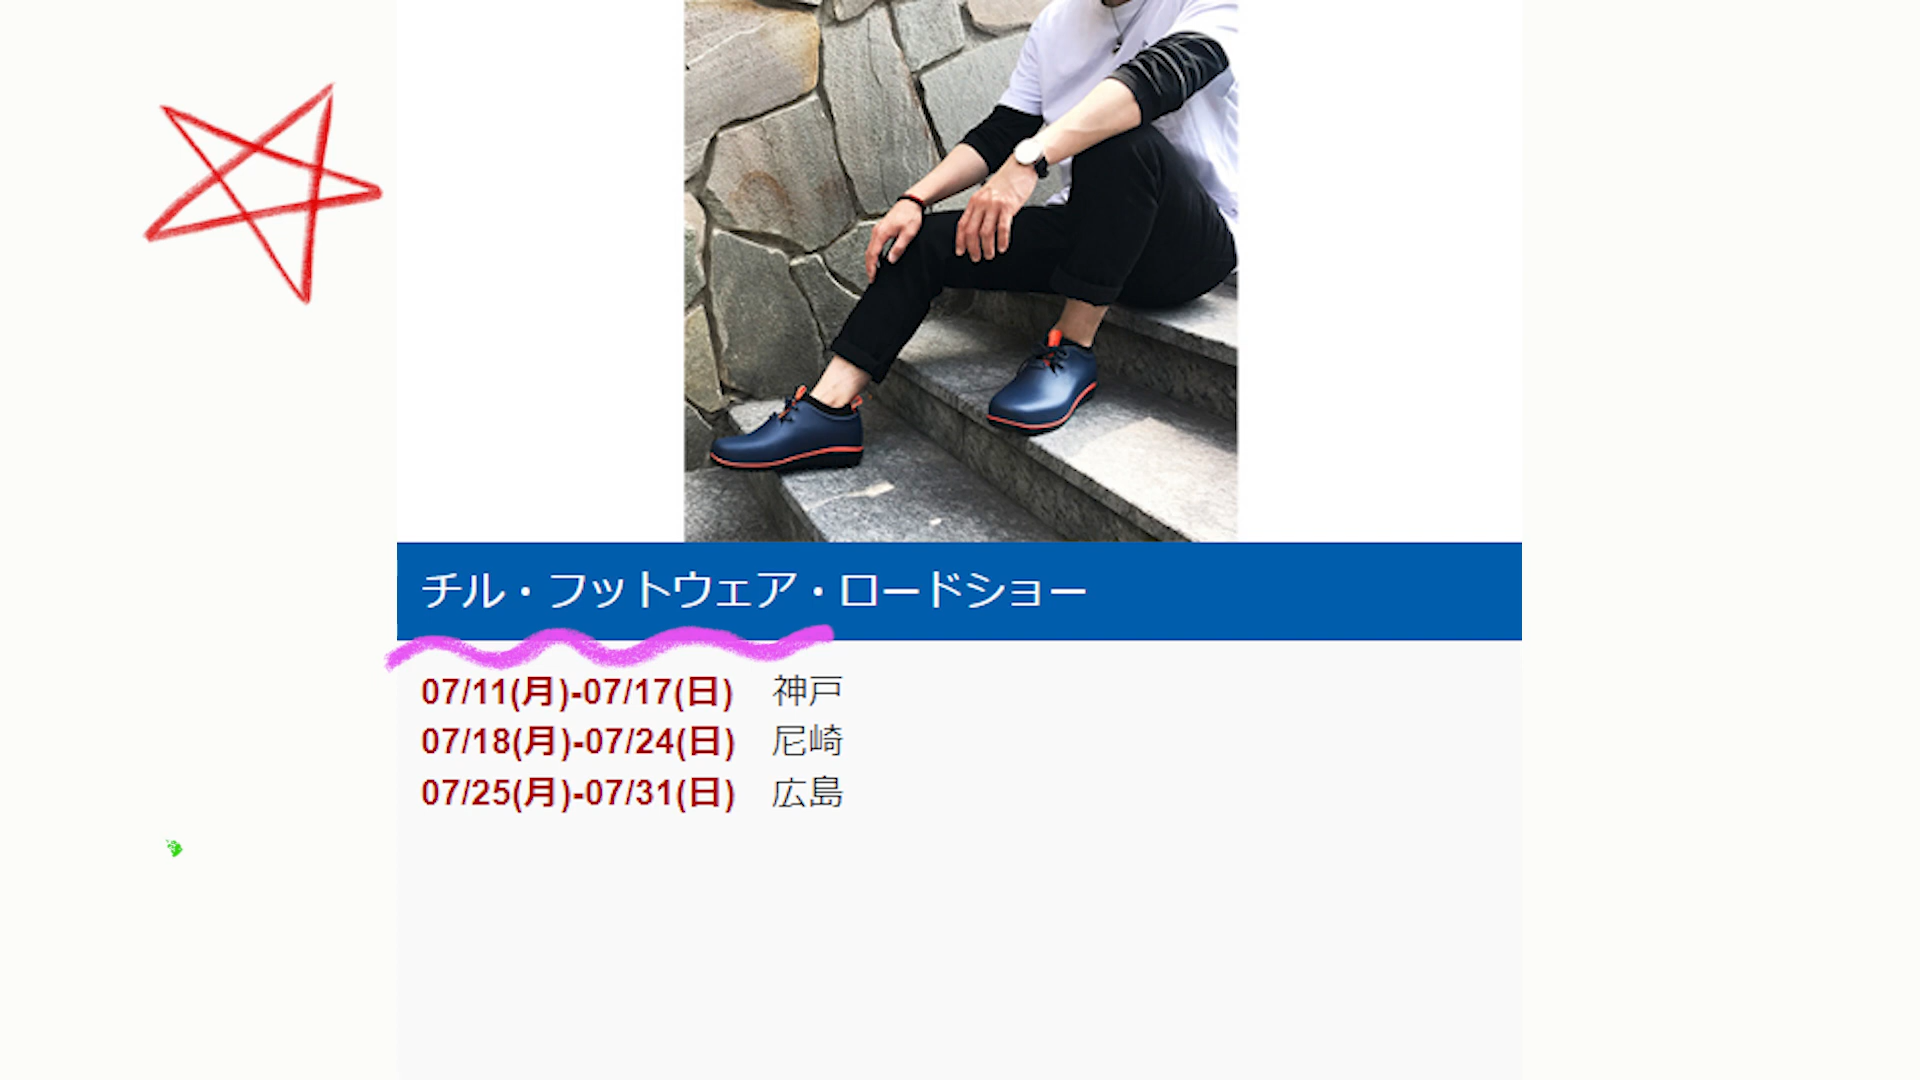 チル・フットウェア・ロードショー
07/11(月)-07/17(日) 神戸
07/18(月)-07/24(日) 尼崎
07/25(月)-07/31(日) 広島